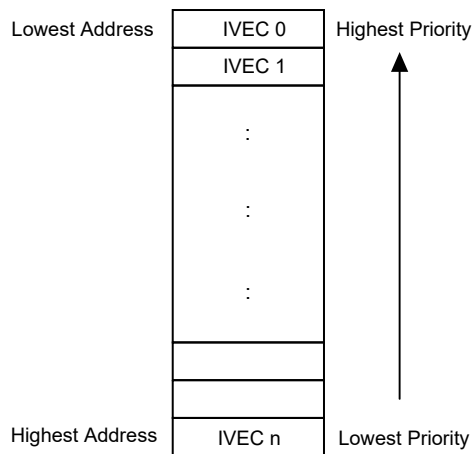 Lowest Address IVEC 0 Highest Priority
IVEC 1
:
:
:
Highest Address IVEC n Lowest Priority